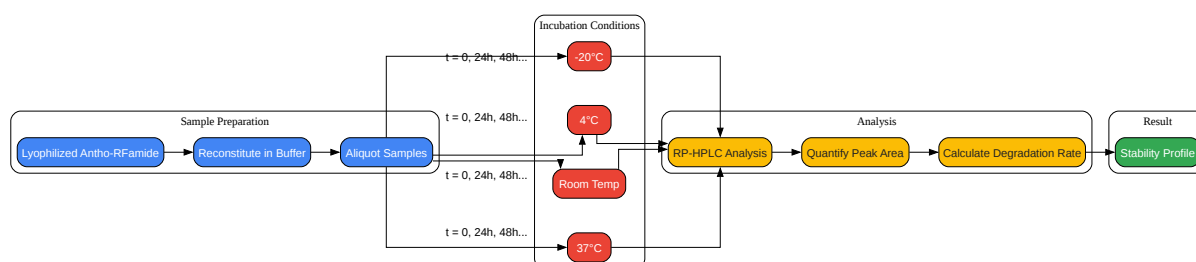 Sample Preparation
Lyophilized Antho-RFamide
Reconstitute in Buffer
Aliquot Samples
t = 0, 24h, 48h...
t = 0, 24h, 48h...
t = 0, 24h, 48h...
t = 0, 24h, 48h...
Incubation Conditions
-20°C
4°C
Room Temp
37°C
Analysis
RP-HPLC Analysis
Quantify Peak Area
Calculate Degradation Rate
Result
Stability Profile